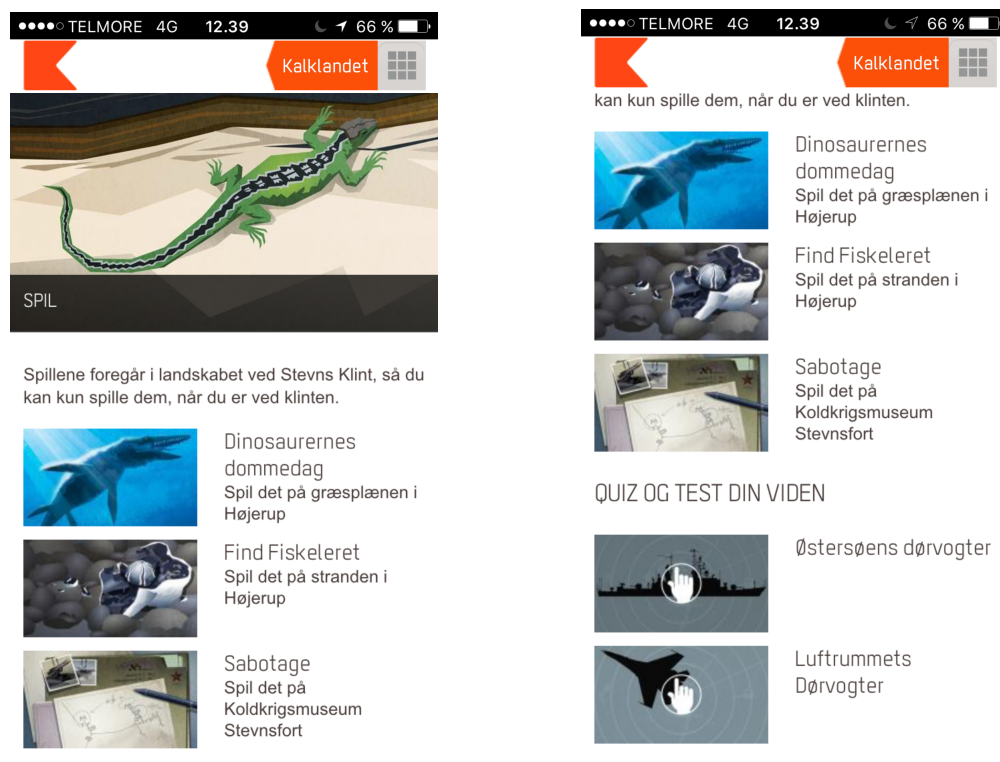 TELMORE 4G 12.39 66 %
Kalklandet
SPIL
Spillene foregår i landskabet ved Stevns Klint, så du
kan kun spille dem, når du er ved klinten.
Dinosaurernes
dommedag
Spil det på græsplænen i
Højerup
Find Fiskeleret
Spil det på stranden i
Højerup
Sabotage
Spil det på
Koldkrigsmuseum
Stevnsfort
TELMORE 4G 12.39 66 %
Kalklandet
kan kun spille dem, når du er ved klinten.
Dinosaurernes
dommedag
Spil det på græsplænen i
Højerup
Find Fiskeleret
Spil det på stranden i
Højerup
Sabotage
Spil det på
Koldkrigsmuseum
Stevnsfort
QUIZ OG TEST DIN VIDEN
Østersøens dørvogter
Luftrummets
Dørvogter